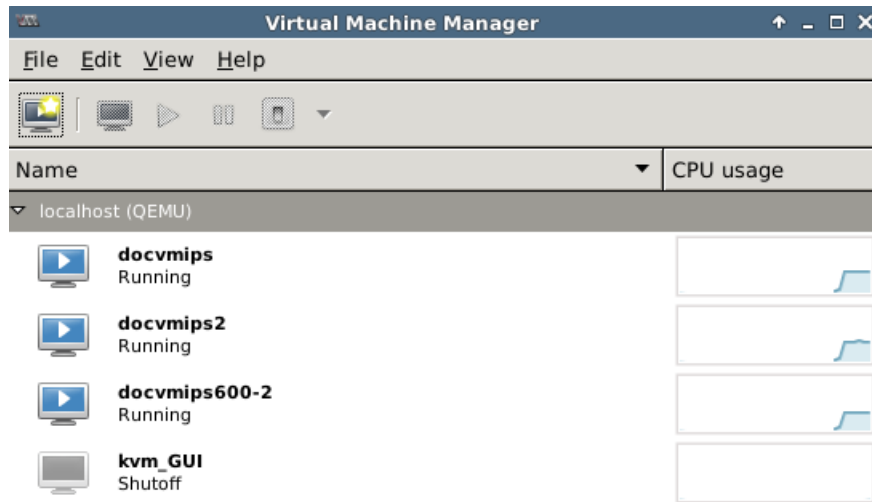 Virtual Machine Manager
File Edit View Help
Name CPU usage
localhost (QEMU)
docvmips
Running
docvmips2
Running
docvmips600-2
Running
kvm_GUI
Shutoff